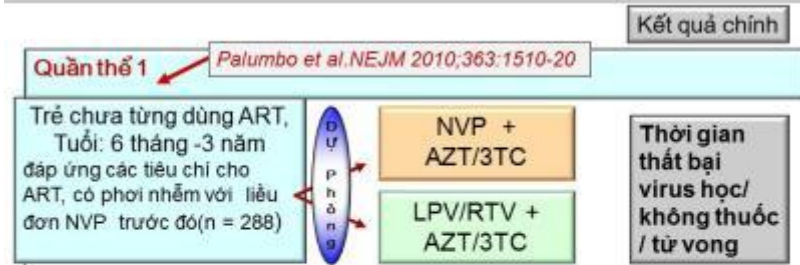 Kết quả chính
Quần thể 1
Palumbo et al.NEJM 2010;363:1510-20
Trẻ chưa từng dùng ART,
Tuổi: 6 tháng -3 năm
đáp ứng các tiêu chí cho
ART, có phơi nhiễm với liều
đơn NVP trước đó(n = 288)
Dự Phòng
NVP +
AZT/3TC
LPV/RTV +
AZT/3TC
Thời gian
thất bại
virus học/
không thuốc
/ tử vong